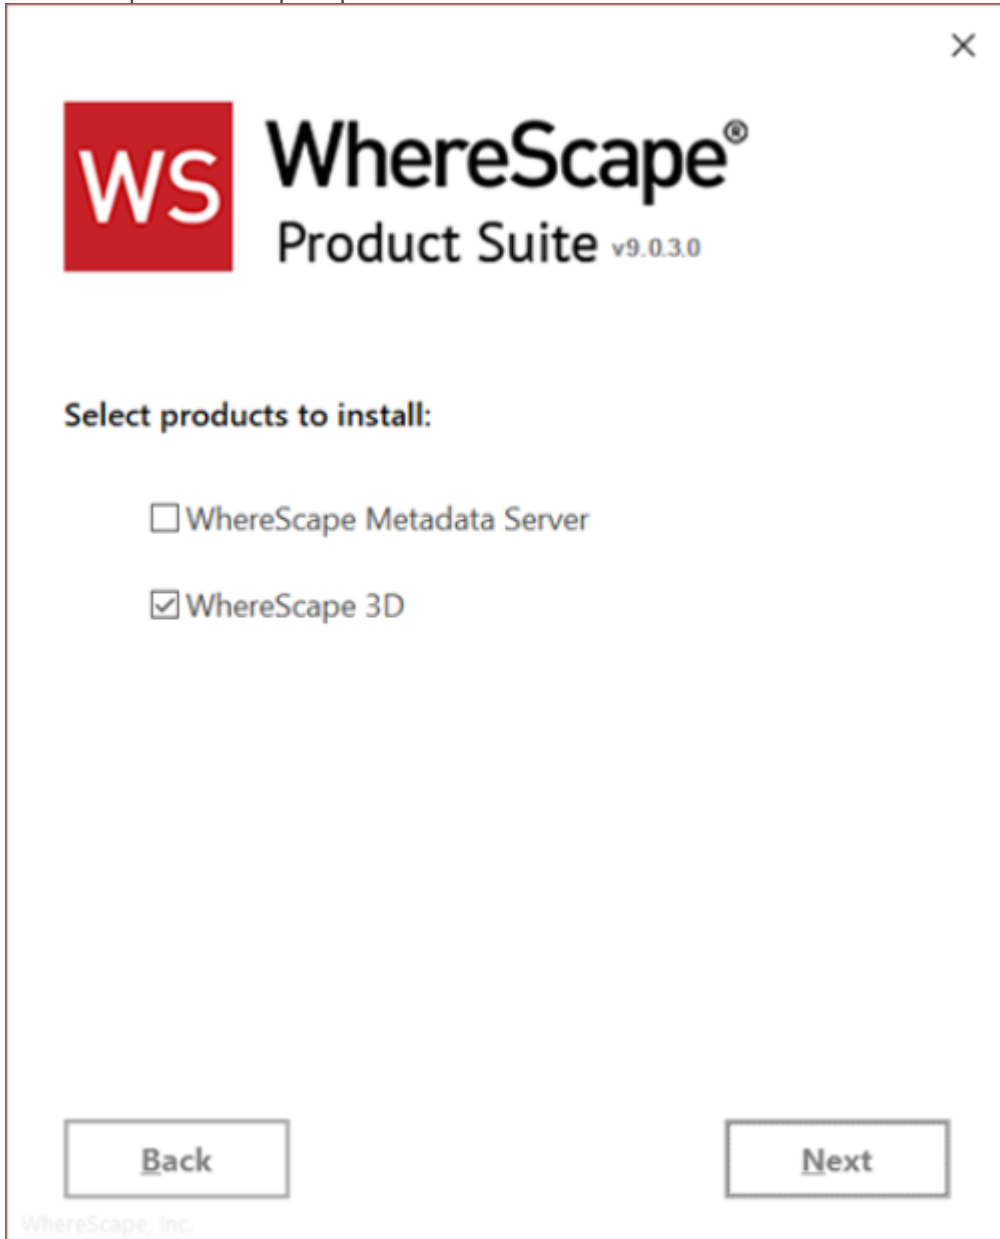 WS
WhereScape®
Product Suite v9.0.3.0
Select products to install:
WhereScape Metadata Server
WhereScape 3D
Back
Next
WhereScape, Inc.